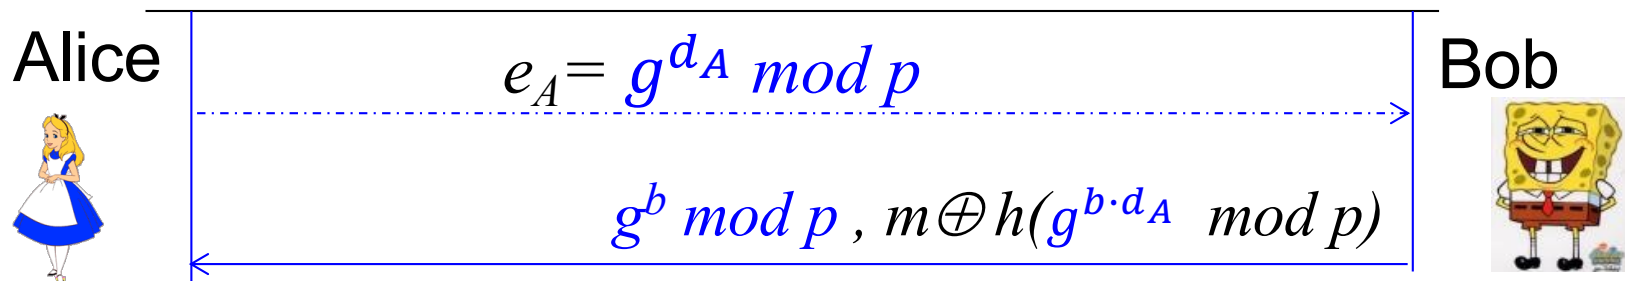 Alice
e_A = g^{d_A} mod p
Bob
g^b mod p , m ⊕ h(g^{b·d_A} mod p)